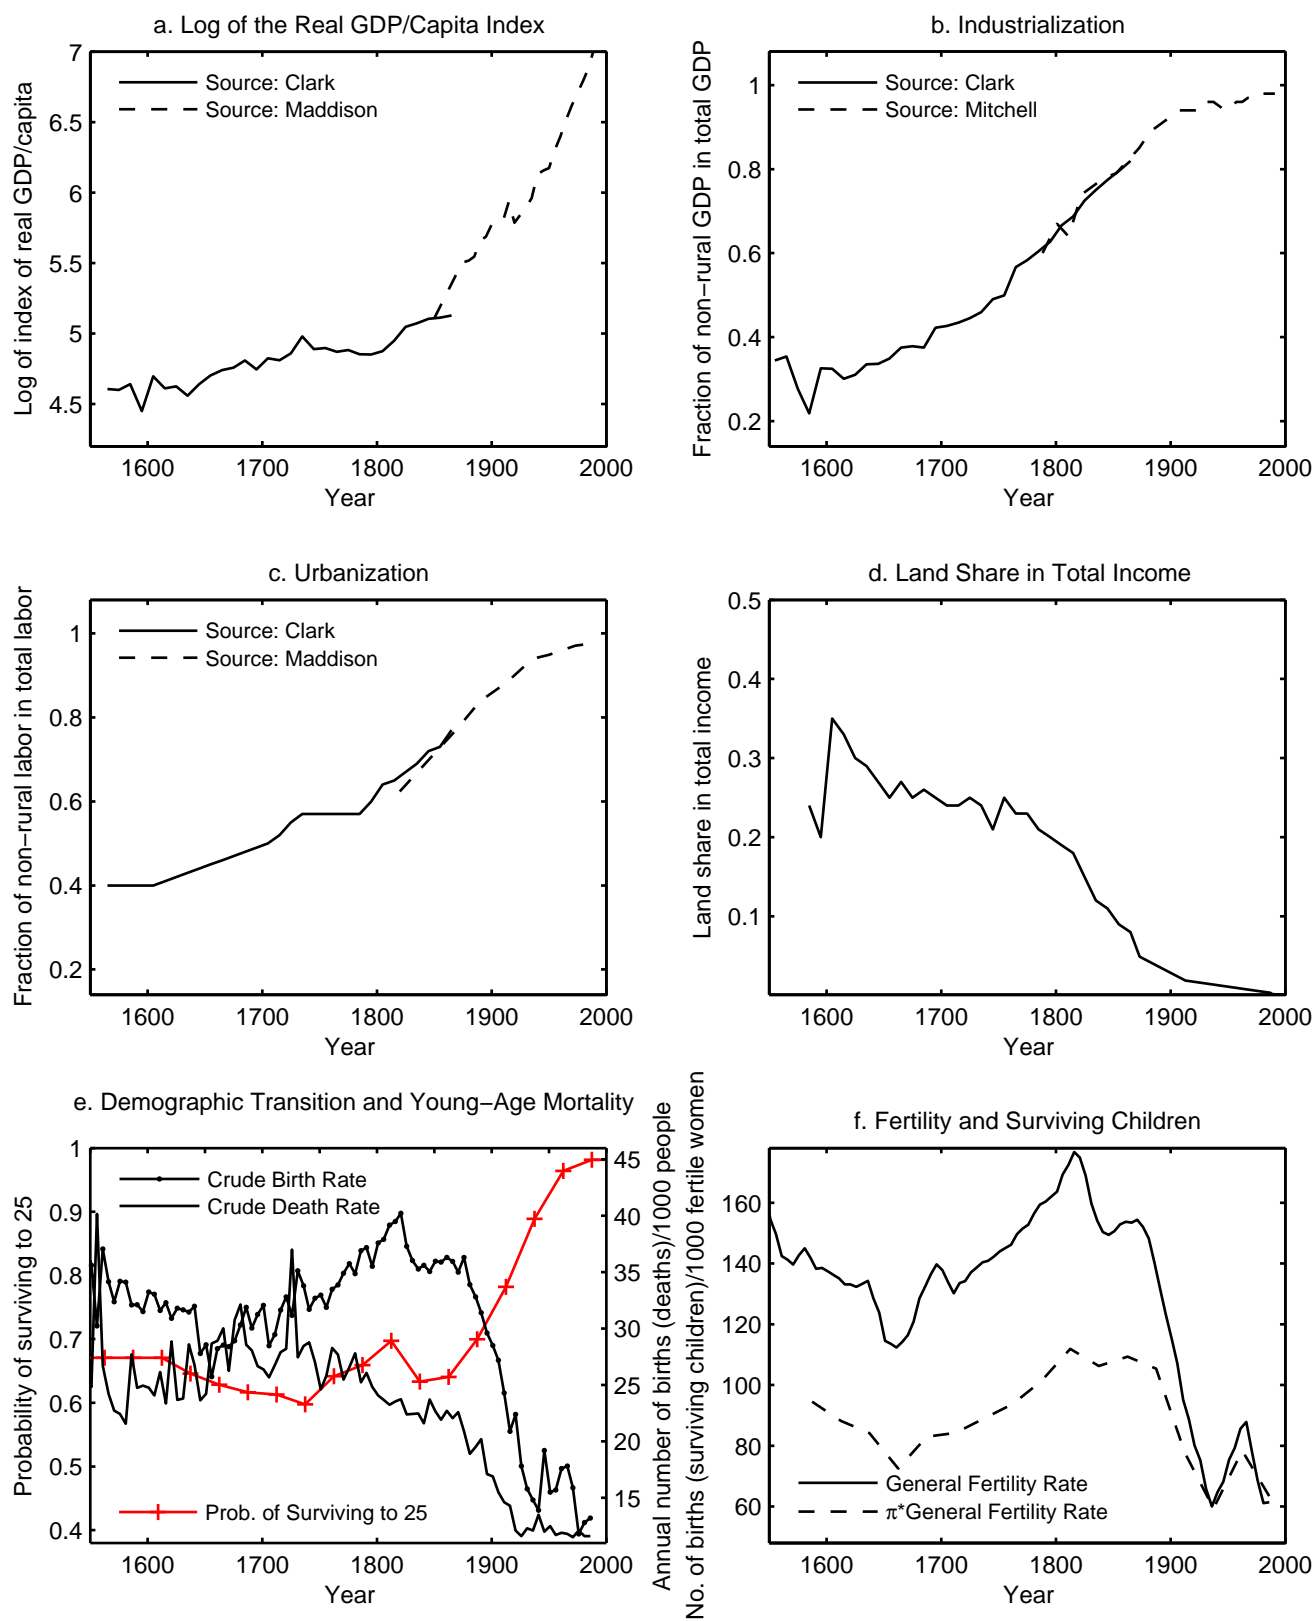 a. Log of the Real GDP/Capita Index
Log of index of real GDP/capita
7
6.5
6
5.5
5
4.5
Source: Clark
Source: Maddison
1600 1700 1800 1900 2000
Year
b. Industrialization
Fraction of non−rural GDP in total GDP
1
0.8
0.6
0.4
0.2
Source: Clark
Source: Mitchell
1600 1700 1800 1900 2000
Year
c. Urbanization
Fraction of non−rural labor in total labor
1
0.8
0.6
0.4
0.2
Source: Clark
Source: Maddison
1600 1700 1800 1900 2000
Year
d. Land Share in Total Income
Land share in total income
0.5
0.4
0.3
0.2
0.1
1600 1700 1800 1900 2000
Year
e. Demographic Transition and Young−Age Mortality
Probability of surviving to 25
1
0.9
0.8
0.7
0.6
0.5
0.4
Crude Birth Rate
Crude Death Rate
Prob. of Surviving to 25
45
40
35
30
25
20
15
Annual number of births (deaths)/1000 people
1600 1700 1800 1900 2000
Year
f. Fertility and Surviving Children
No. of births (surviving children)/1000 fertile women
160
140
120
100
80
60
General Fertility Rate
π*General Fertility Rate
1600 1700 1800 1900 2000
Year